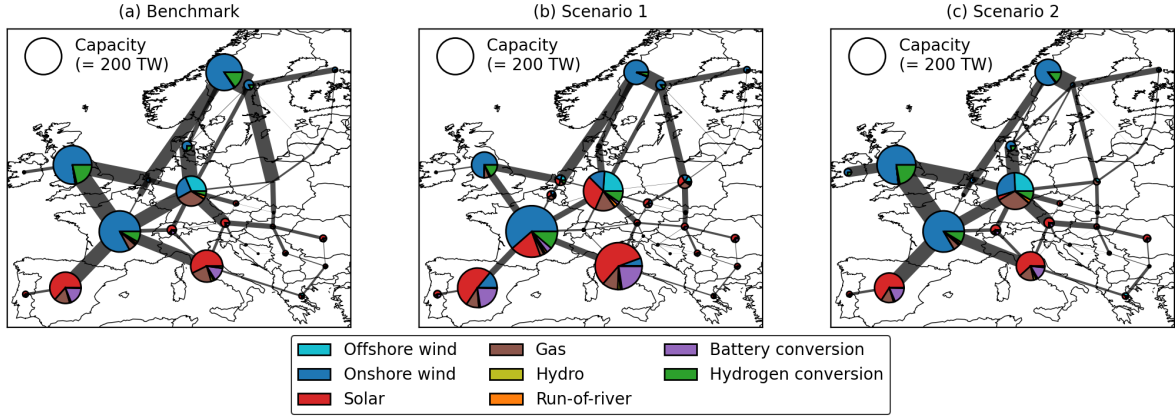 (a) Benchmark
(b) Scenario 1
(c) Scenario 2
Capacity
(= 200 TW)
Capacity
(= 200 TW)
Capacity
(= 200 TW)
Offshore wind
Gas
Battery conversion
Onshore wind
Hydro
Hydrogen conversion
Solar
Run-of-river